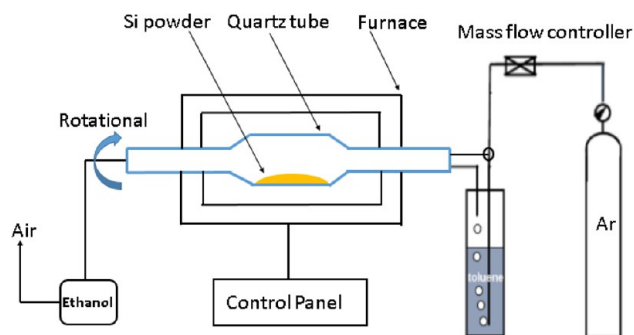 Si powder
Quartz tube
Furnace
Mass flow controller
Rotational
Air
Ethanol
Control Panel
toluene
Ar